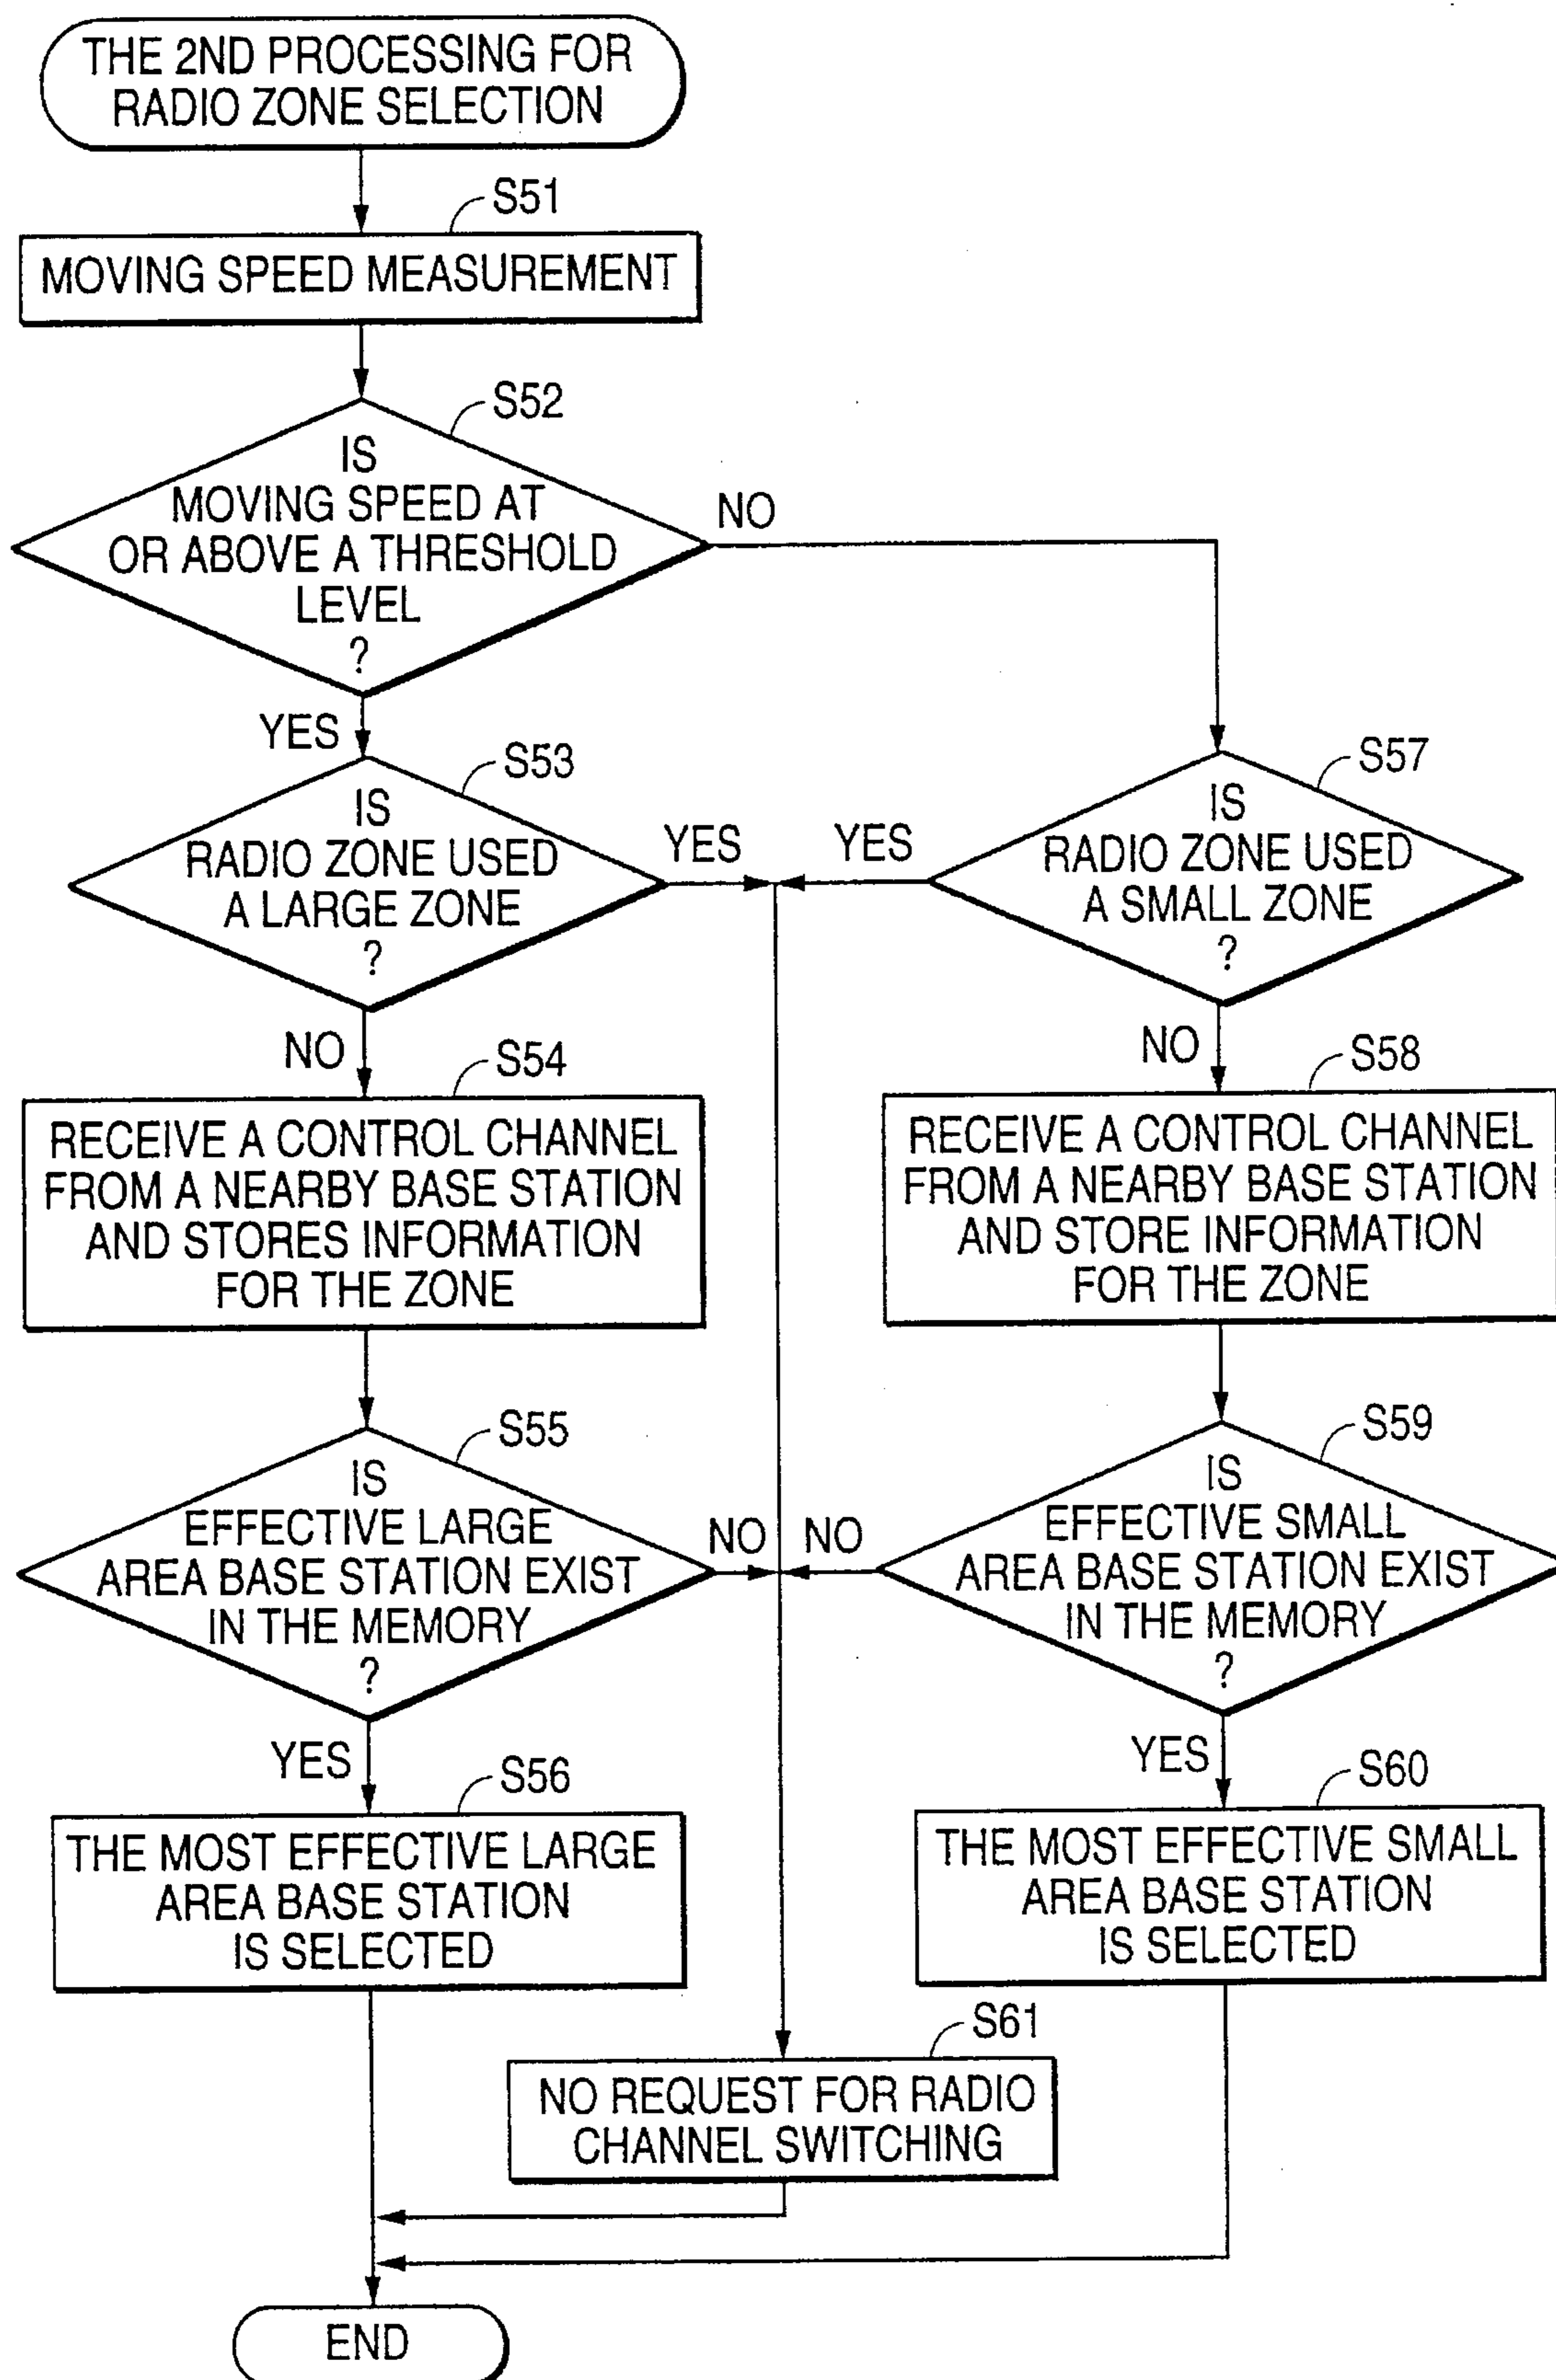 THE 2ND PROCESSING FOR
RADIO ZONE SELECTION
S51
MOVING SPEED MEASUREMENT
S52
IS
MOVING SPEED AT
OR ABOVE A THRESHOLD
LEVEL
?
NO
YES
S53
IS
RADIO ZONE USED
A LARGE ZONE
?
YES
YES
S57
IS
RADIO ZONE USED
A SMALL ZONE
?
NO
S54
RECEIVE A CONTROL CHANNEL
FROM A NEARBY BASE STATION
AND STORES INFORMATION
FOR THE ZONE
NO
S58
RECEIVE A CONTROL CHANNEL
FROM A NEARBY BASE STATION
AND STORE INFORMATION
FOR THE ZONE
S55
IS
EFFECTIVE LARGE
AREA BASE STATION EXIST
IN THE MEMORY
?
NO
NO
S59
IS
EFFECTIVE SMALL
AREA BASE STATION EXIST
IN THE MEMORY
?
YES
S56
THE MOST EFFECTIVE LARGE
AREA BASE STATION
IS SELECTED
YES
S60
THE MOST EFFECTIVE SMALL
AREA BASE STATION
IS SELECTED
S61
NO REQUEST FOR RADIO
CHANNEL SWITCHING
END